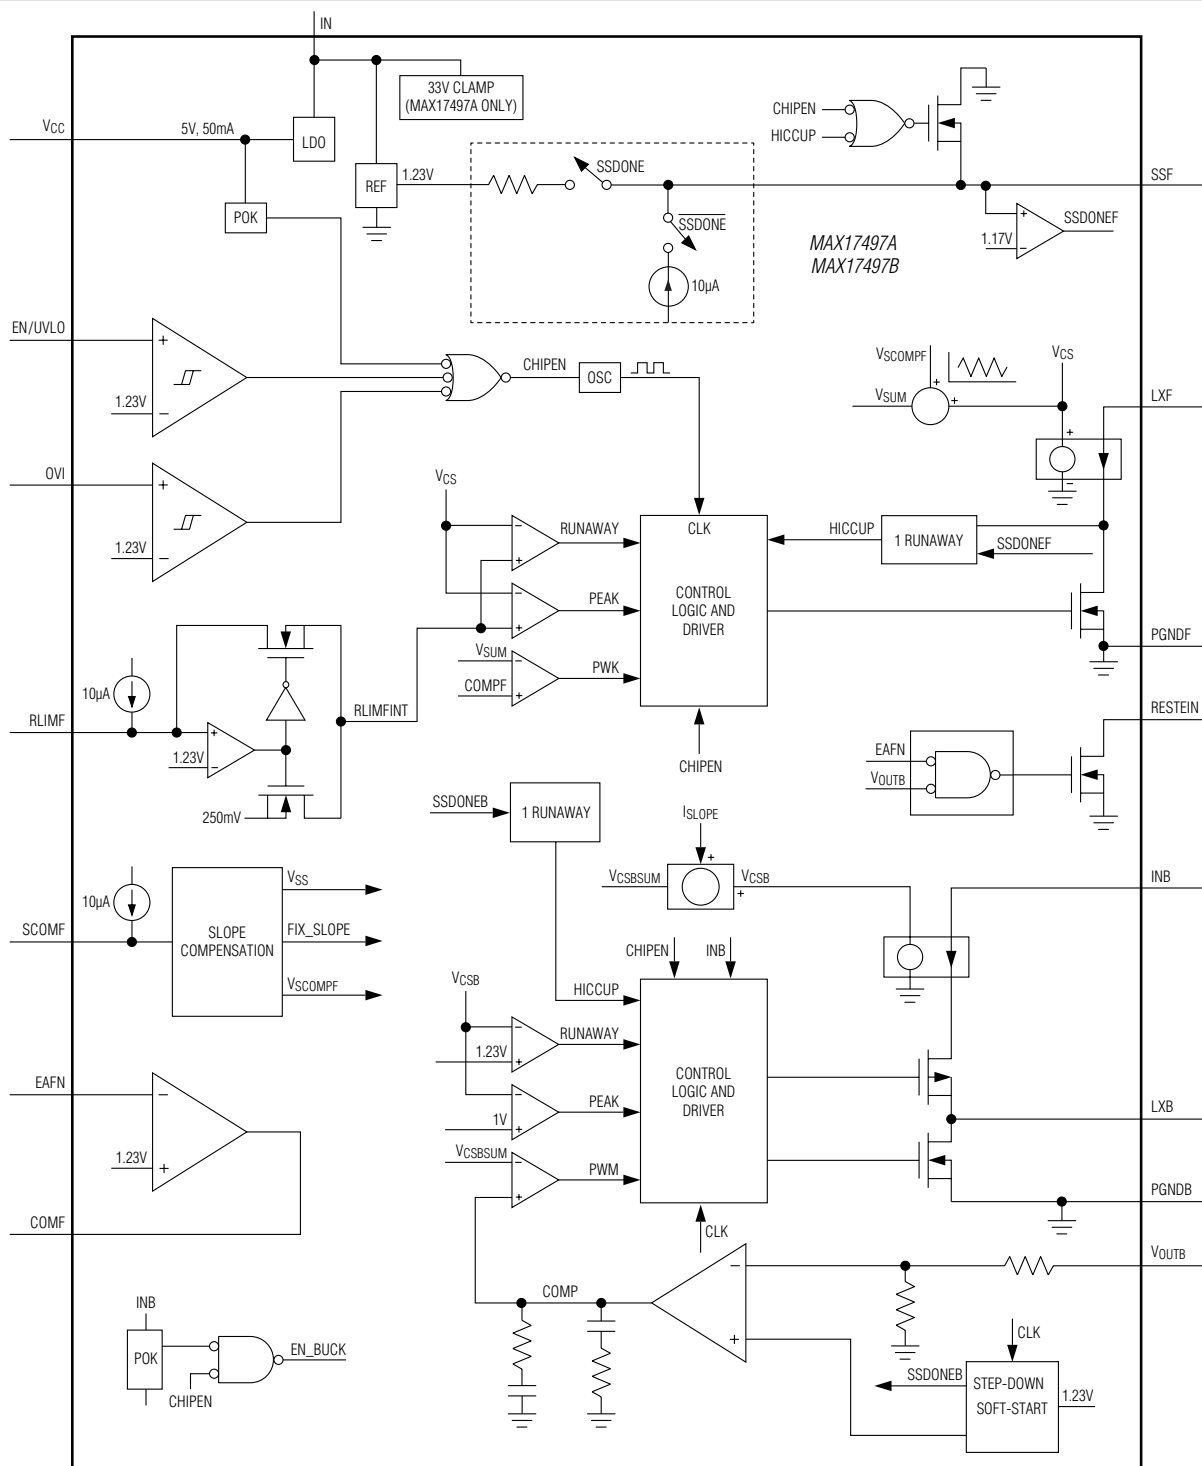 IN
33V CLAMP
(MAX17497A ONLY)
VCC
5V, 50mA
LDO
CHIPEN
HICCUP
REF
1.23V
SSDONE
SSF
POK
SSDONE
SSDONEF
1.17V
MAX17497A
MAX17497B
10µA
EN/UVLO
CHIPEN
OSC
VSCOMPF
VCS
1.23V
VSUM
LXF
OVI
VCS
1.23V
RUNAWAY
CLK
HICCUP
1 RUNAWAY
SSDONEF
PEAK
CONTROL
LOGIC AND
DRIVER
PGNDF
VSUM
PWK
COMPF
10µA
RLIMFINT
RLIMF
RESTEIN
1.23V
CHIPEN
EAFN
VOUTB
SSDONEB
1 RUNAWAY
250mV
ISLOPE
VSS
VCSBSUM
VCSB
INB
10µA
SCOMF
SLOPE
COMPENSATION
FIX_SLOPE
CHIPEN
INB
VSCOMPF
VCSB
HICCUP
RUNAWAY
1.23V
CONTROL
LOGIC AND
DRIVER
EAFN
PEAK
1V
LXB
1.23V
VCSBSUM
PWM
PGNDB
COMF
CLK
VOUTB
COMP
INB
POK
EN_BUCK
CHIPEN
CLK
SSDONEB
STEP-DOWN
SOFT-START
1.23V